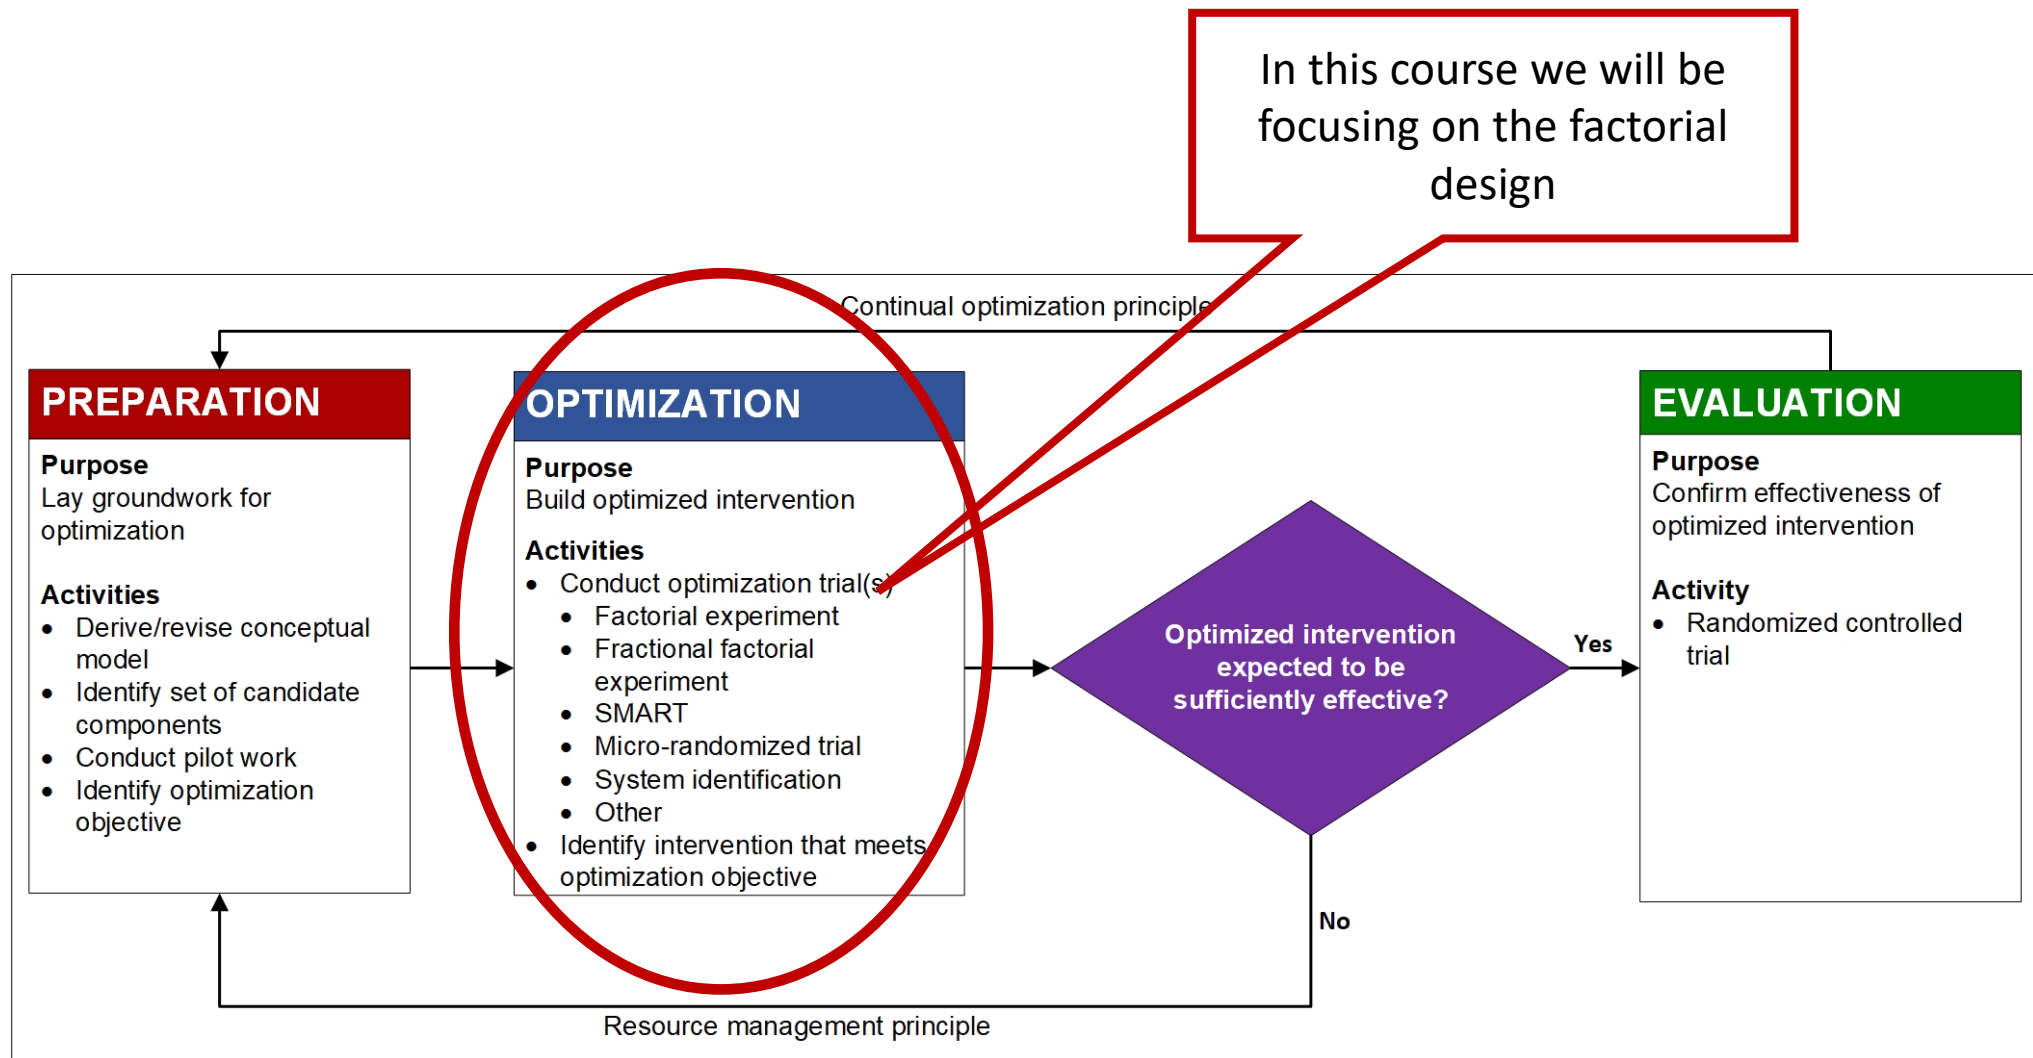 In this course we will be
focusing on the factorial
design
Continual optimization principle
PREPARATION
Purpose
Lay groundwork for
optimization
Activities
• Derive/revise conceptual
model
• Identify set of candidate
components
• Conduct pilot work
• Identify optimization
objective
OPTIMIZATION
Purpose
Build optimized intervention
Activities
• Conduct optimization trial(s)
• Factorial experiment
• Fractional factorial
experiment
• SMART
• Micro-randomized trial
• System identification
• Other
• Identify intervention that meets
optimization objective
Optimized intervention
expected to be
sufficiently effective?
Yes
No
EVALUATION
Purpose
Confirm effectiveness of
optimized intervention
Activity
• Randomized controlled
trial
Resource management principle